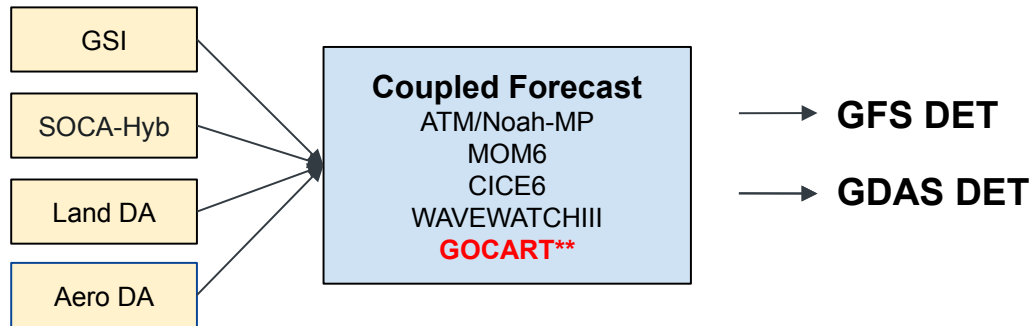 GSI
SOCA-Hyb
Land DA
Aero DA
Coupled Forecast
ATM/Noah-MP
MOM6
CICE6
WAVEWATCHIII
GOCART**
GFS DET
GDAS DET